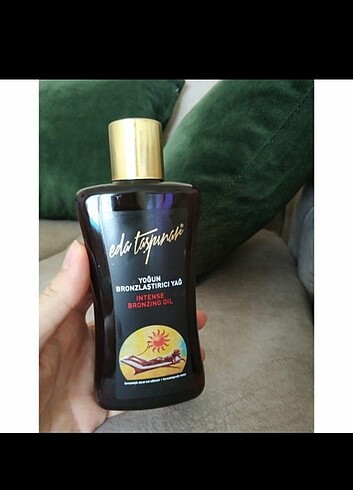 eda taşpınar®
YOĞUN
BRONZLAŞTIRICI YAĞ
INTENSE
BRONZING OIL